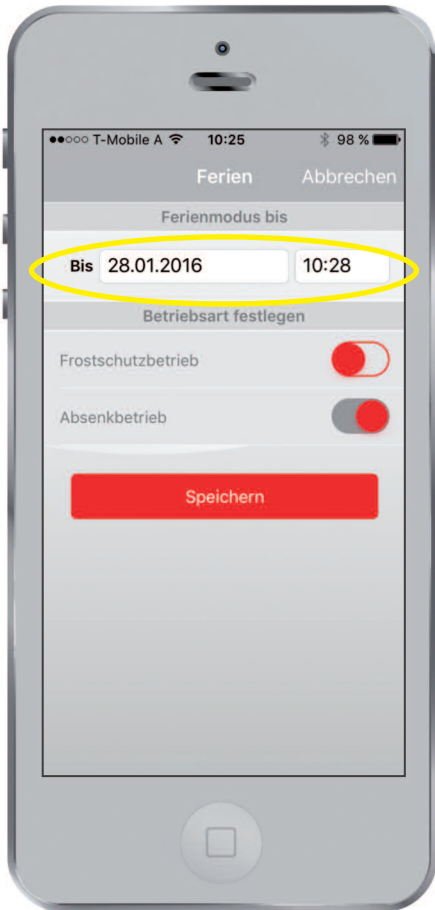 T-Mobile A 10:25 98 %
Ferien Abbrechen
Ferienmodus bis
Bis 28.01.2016 10:28
Betriebsart festlegen
Frostschutzbetrieb
Absenkbetrieb
Speichern